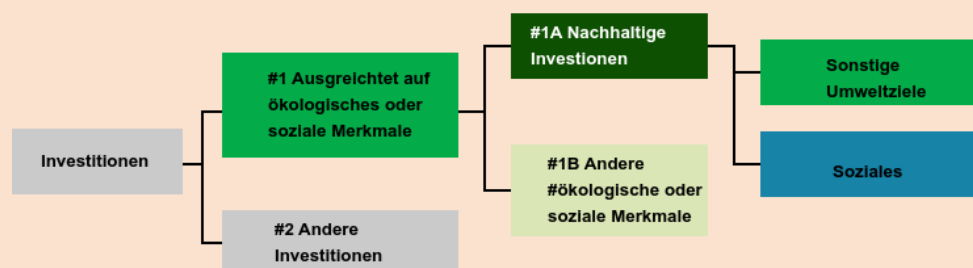 #1A Nachhaltige
Investionen
#1 Ausgreichtet auf
ökologisches oder
soziale Merkmale
Sonstige
Umweltziele
Investitionen
#1B Andere
#ökologische oder
soziale Merkmale
Soziales
#2 Andere
Investitionen